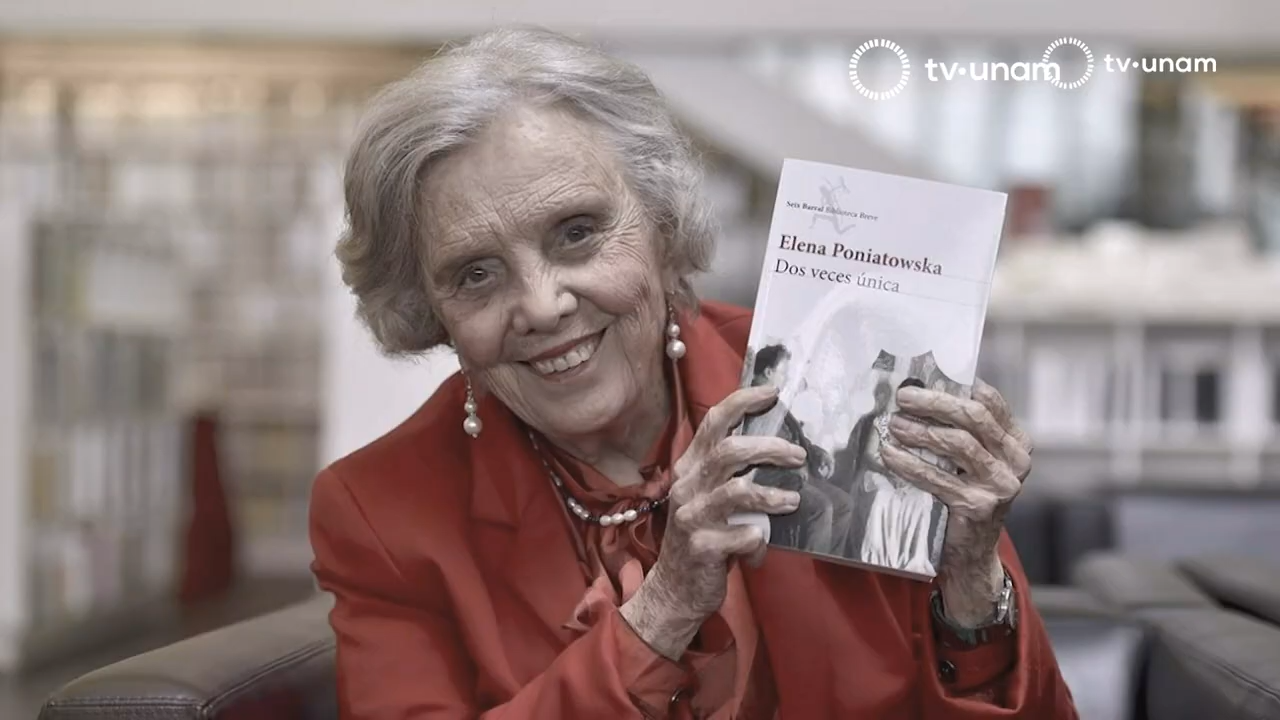 tv·unam
tv·unam
Seix Barral Biblioteca Breve
Elena Poniatowska
Dos veces única